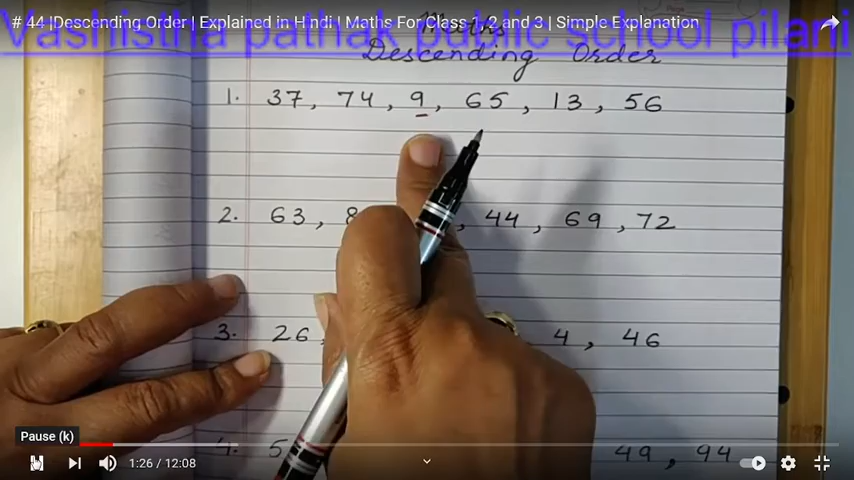 # 44 |Descending Order | Explained in Hindi | Maths For Class 1, 2 and 3 | Simple Explanation
Vashistha pathak public school pilani
Maths
Descending Order
1. 37, 74, 9, 65, 13, 56
2. 63, 8 , 44, 69, 72
3. 26, 4, 46
4. 5 49, 94
Pause (k)
1:26 / 12:08